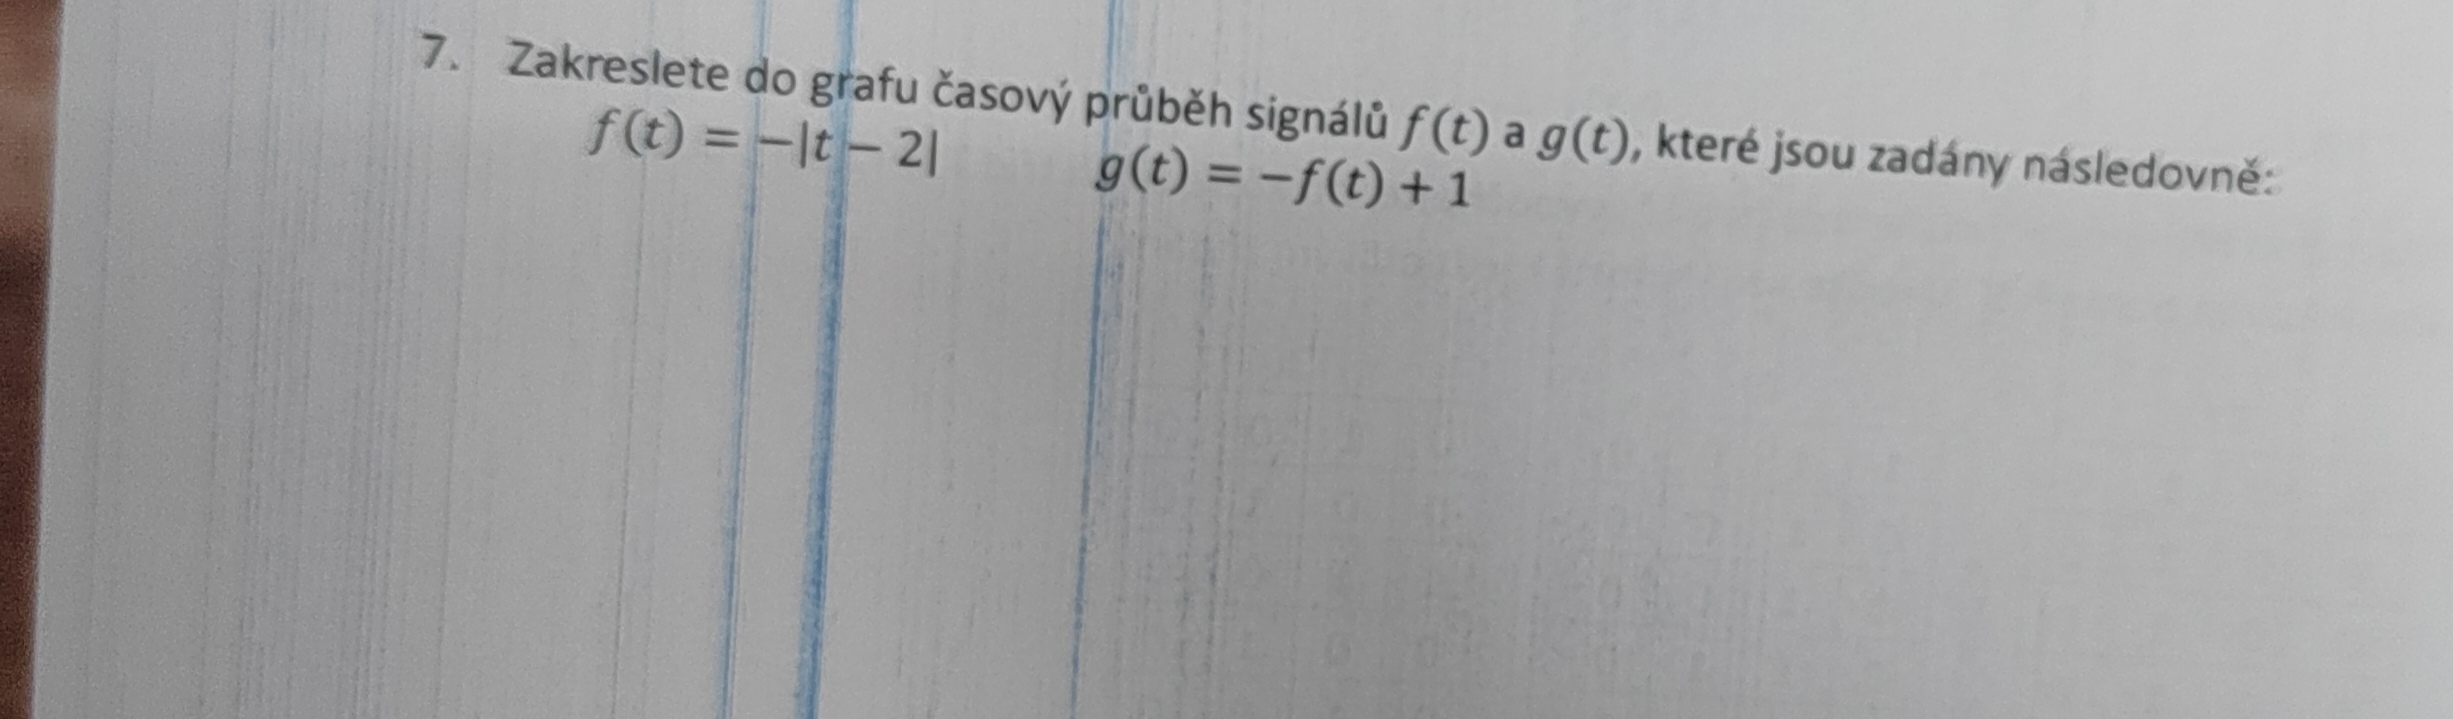 7. Zakreslete do grafu časový průběh signálů f(t) a g(t), které jsou zadány následovně:
f(t) = −|t − 2| g(t) = −f(t) + 1